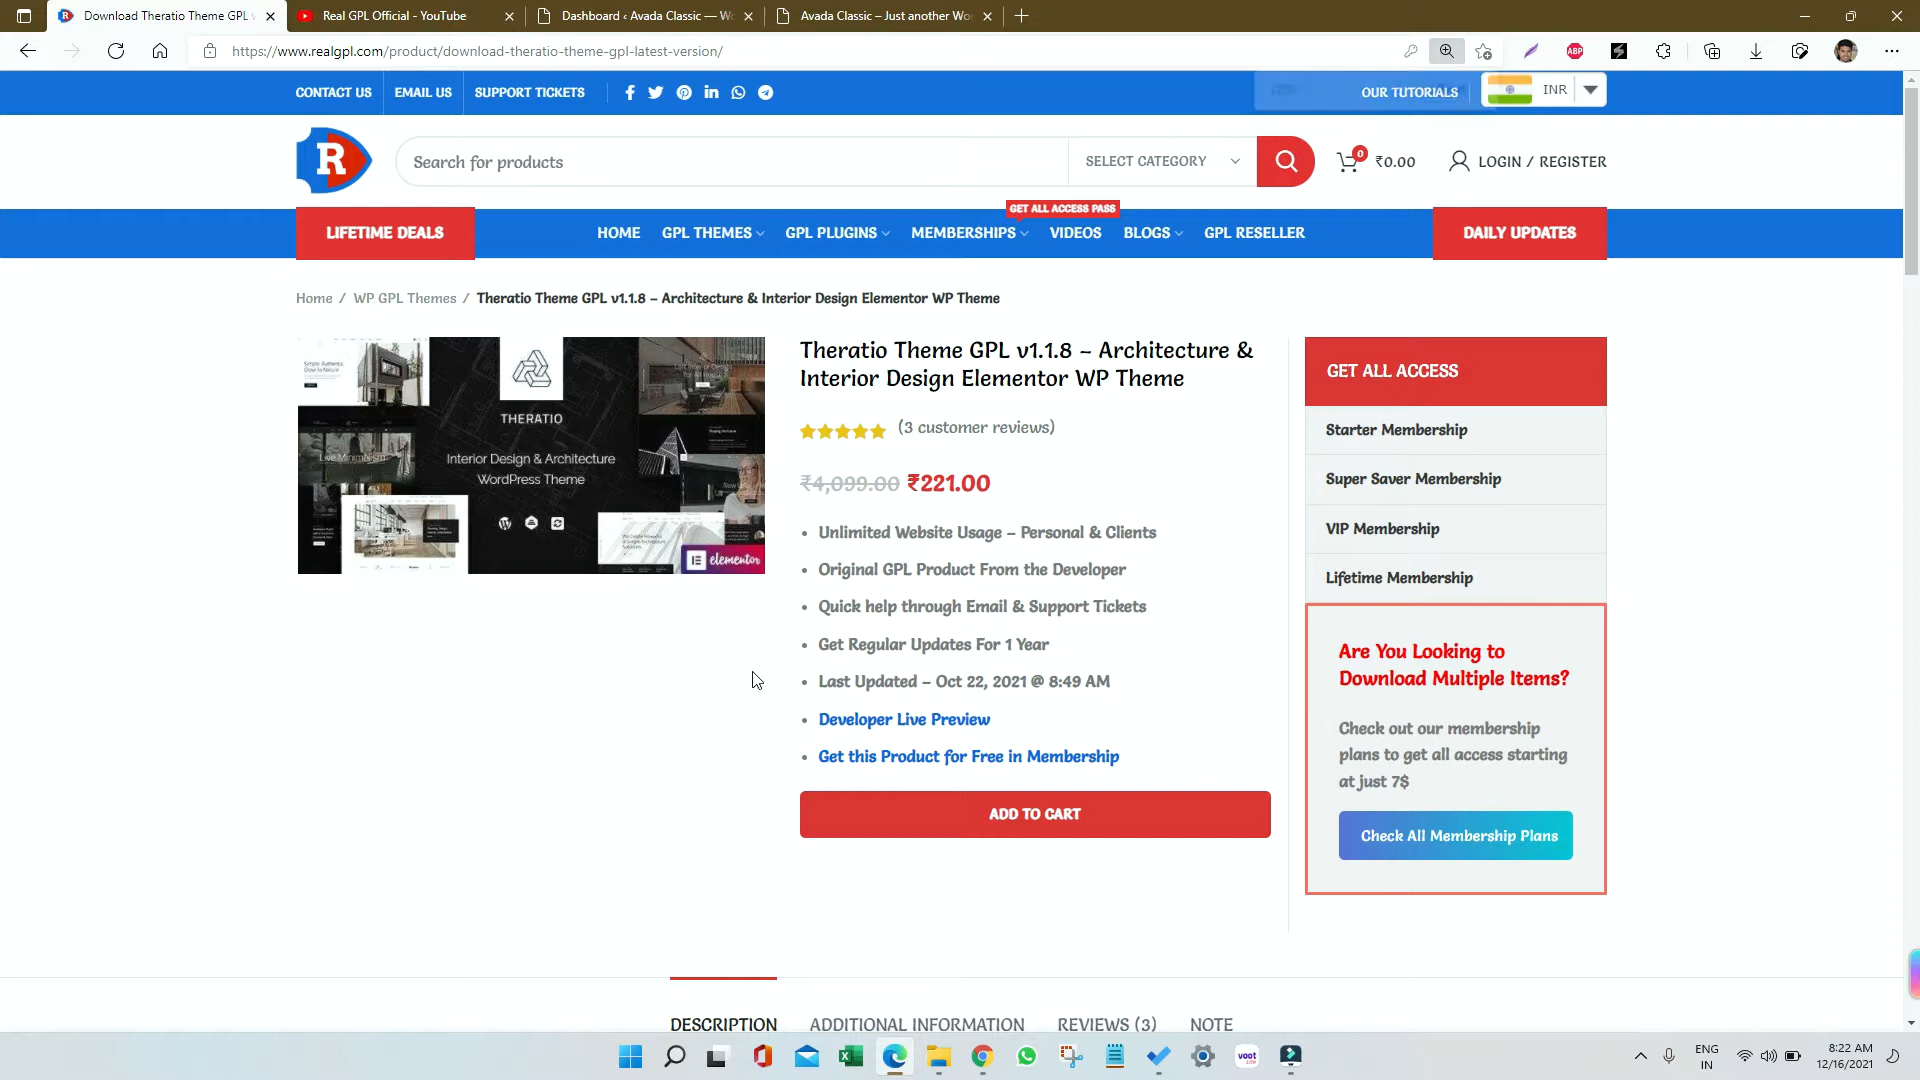 Download Theratio Theme GPL
Real GPL Official - YouTube
Dashboard ‹ Avada Classic — W
Avada Classic – Just another Wo
https://www.realgpl.com/product/download-theratio-theme-gpl-latest-version/
ABP
CONTACT US
EMAIL US
SUPPORT TICKETS
OUR TUTORIALS
INR
R
Search for products
SELECT CATEGORY
0
₹0.00
LOGIN / REGISTER
GET ALL ACCESS PASS
LIFETIME DEALS
HOME
GPL THEMES
GPL PLUGINS
MEMBERSHIPS
VIDEOS
BLOGS
GPL RESELLER
DAILY UPDATES
Home / WP GPL Themes / Theratio Theme GPL v1.1.8 – Architecture & Interior Design Elementor WP Theme
THERATIO
Interior Design & Architecture
WordPress Theme
Live Minimalism
elementor
Theratio Theme GPL v1.1.8 – Architecture &
Interior Design Elementor WP Theme
(3 customer reviews)
₹4,099.00 ₹221.00
• Unlimited Website Usage – Personal & Clients
• Original GPL Product From the Developer
• Quick help through Email & Support Tickets
• Get Regular Updates For 1 Year
• Last Updated – Oct 22, 2021 @ 8:49 AM
• Developer Live Preview
• Get this Product for Free in Membership
ADD TO CART
GET ALL ACCESS
Starter Membership
Super Saver Membership
VIP Membership
Lifetime Membership
Are You Looking to
Download Multiple Items?
Check out our membership
plans to get all access starting
at just 7$
Check All Membership Plans
DESCRIPTION
ADDITIONAL INFORMATION
REVIEWS (3)
NOTE
voot
ENG
IN
8:22 AM
12/16/2021